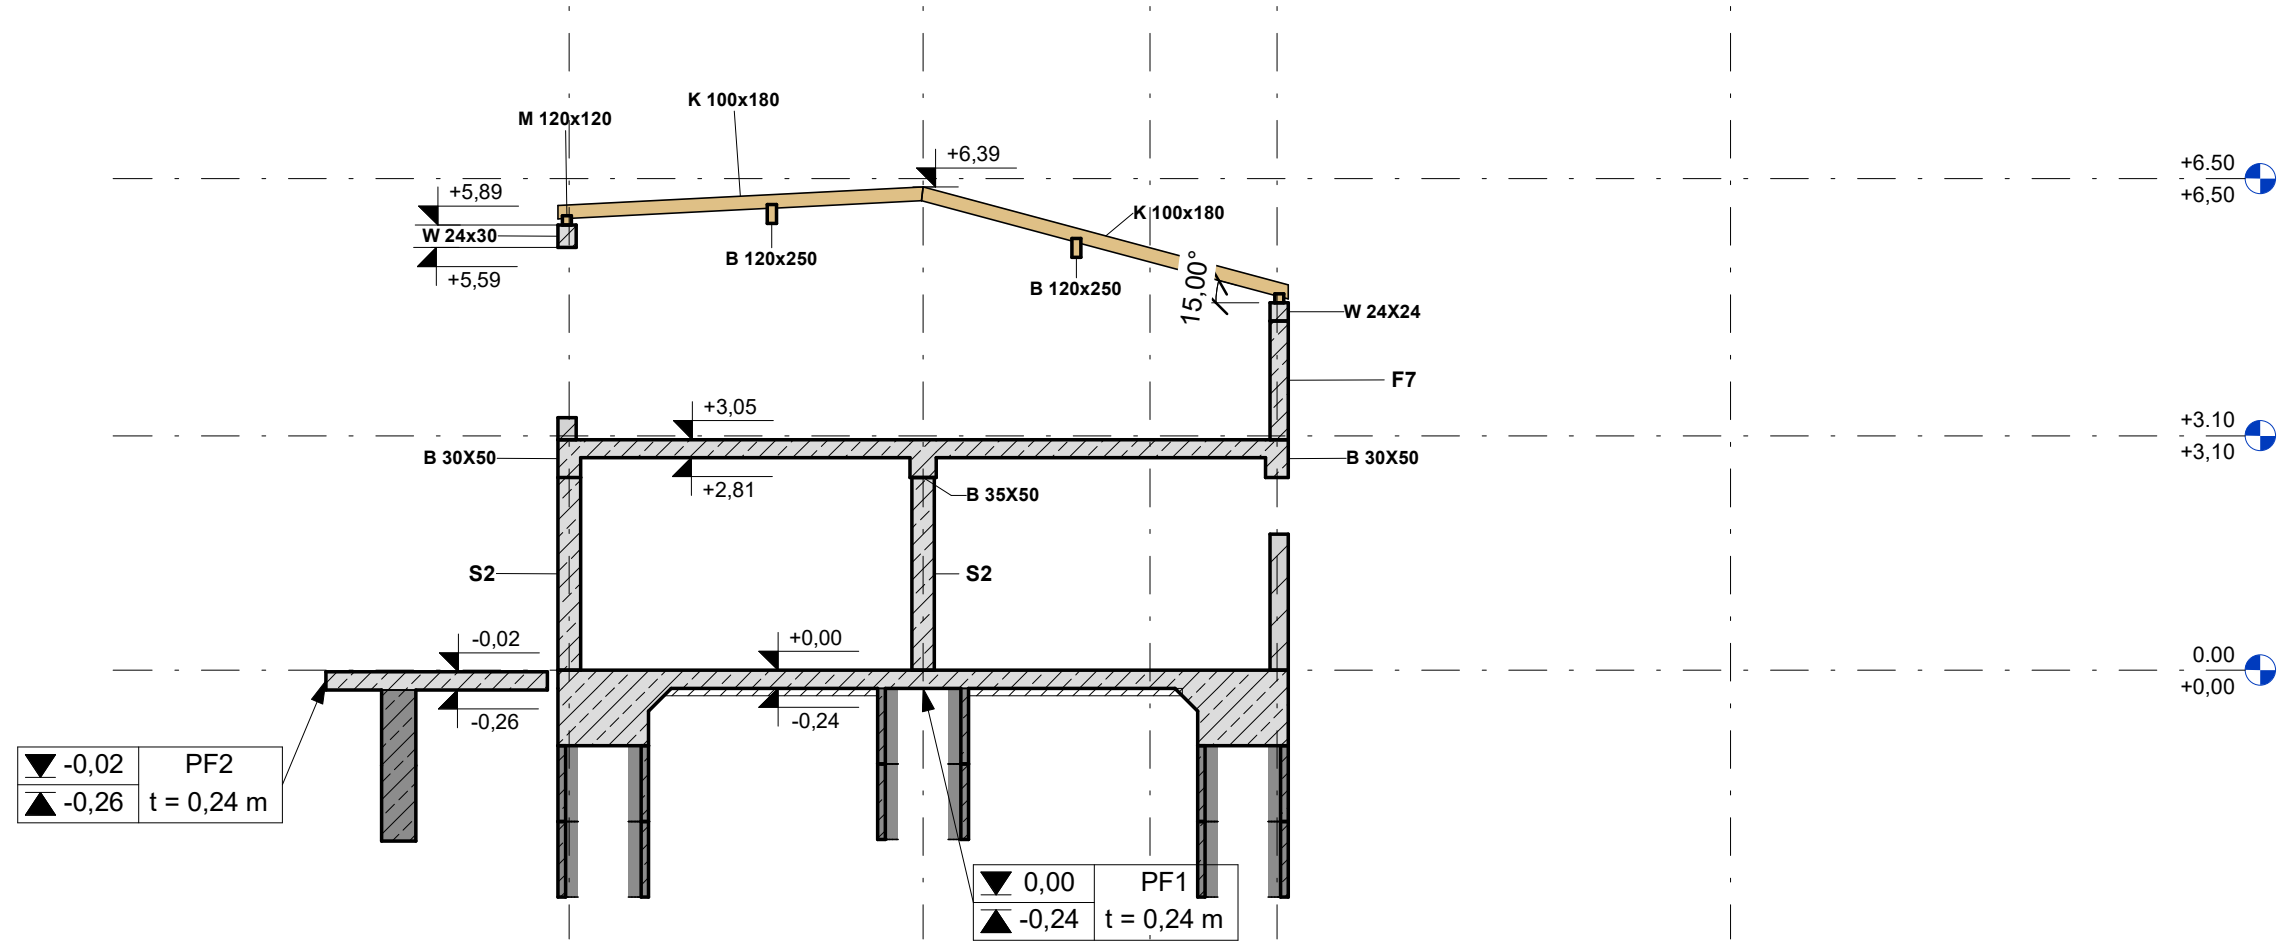 K 100x180
M 120x120
+6,39
+6.50
+6,50
+5,89
W 24x30
+5,59
K 100x180
B 120x250
B 120x250
15,00°
W 24X24
F7
+3,05
+3.10
+3,10
B 30X50
B 30X50
+2,81
B 35X50
S2
S2
-0,02
+0,00
0.00
+0,00
-0,26
-0,24
-0,02 PF2
-0,26 t = 0,24 m
0,00 PF1
-0,24 t = 0,24 m